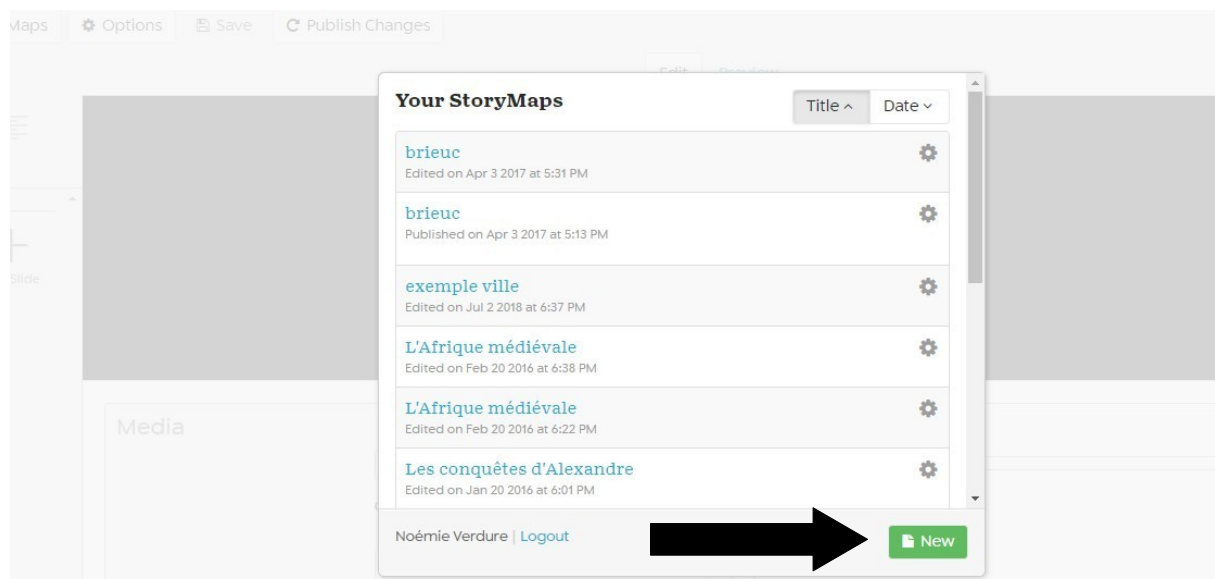 Maps Options Save Publish Changes
Edit Preview
Your StoryMaps Title Date
brieuc
Edited on Apr 3 2017 at 5:31 PM
brieuc
Published on Apr 3 2017 at 5:13 PM
Slide
exemple ville
Edited on Jul 2 2018 at 6:37 PM
L'Afrique médiévale
Edited on Feb 20 2016 at 6:38 PM
L'Afrique médiévale
Edited on Feb 20 2016 at 6:22 PM
Media
Les conquêtes d'Alexandre
Edited on Jan 20 2016 at 6:01 PM
Noémie Verdure | Logout New